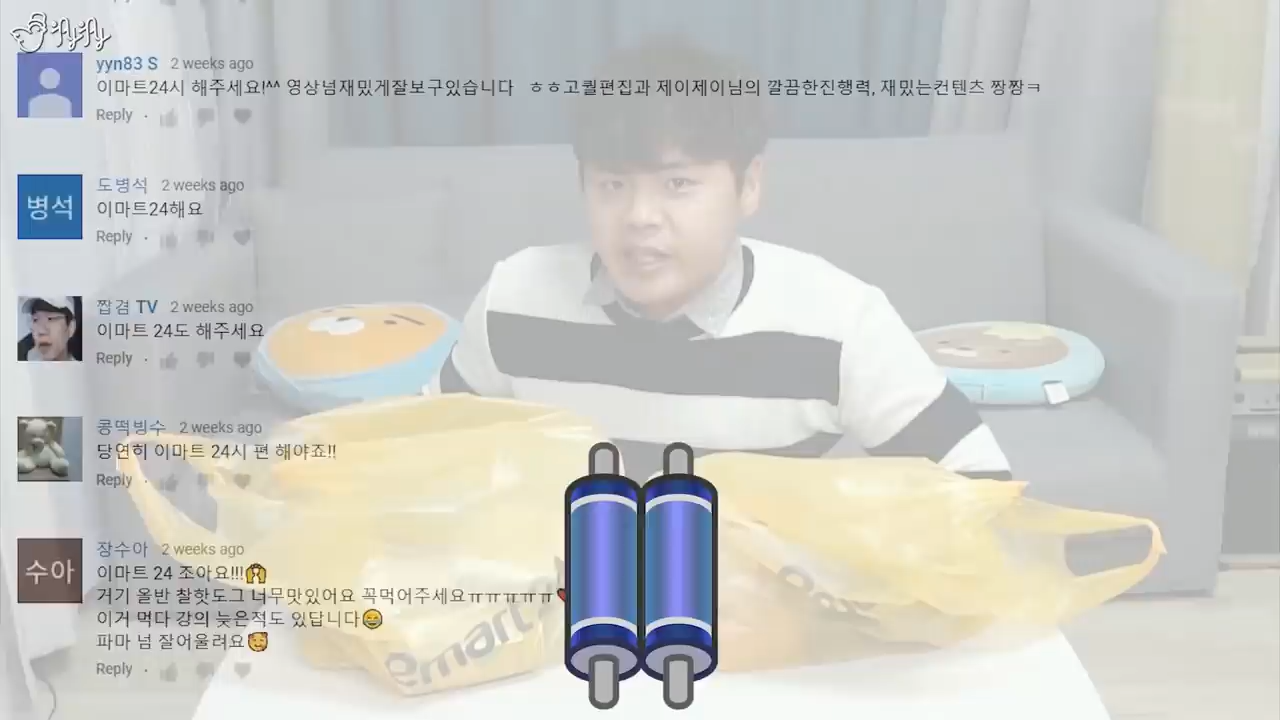 yyn83 S 2 weeks ago
이마트24시 해주세요!^^ 영상넘재밌게잘보구있습니다 ㅎㅎ고퀄편집과 제이제이님의 깔끔한진행력, 재밌는컨텐츠 짱짱ㅋ
Reply
병석
도병석 2 weeks ago
이마트24해요
Reply
짭겸 TV 2 weeks ago
이마트 24도 해주세요
Reply
콩떡빙수 2 weeks ago
당연히 이마트 24시 편 해야죠!!
Reply
수아
장수아 2 weeks ago
이마트 24 조아요!!!🙌
거기 올반 찰핫도그 너무맛있어요 꼭먹어주세요ㅠㅠㅠㅠㅠ
이거 먹다 강의 늦은적도 있답니다😂
파마 넘 잘어울려요🥰
Reply
emart